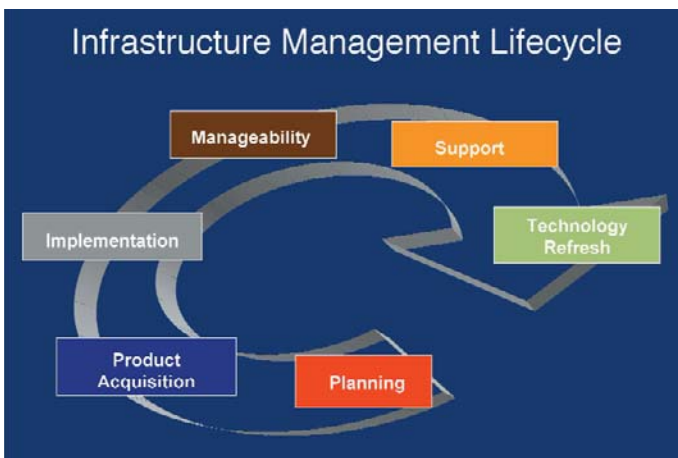 Infrastructure Management Lifecycle
Manageability
Support
Implementation
Technology
Refresh
Product
Acquisition
Planning